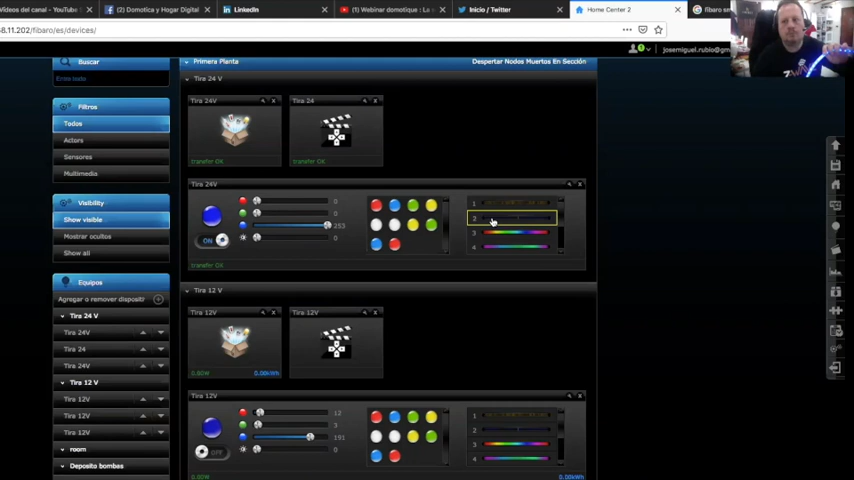 ls del canal - YouTube
Domotica y Hogar Digital
LinkedIn
Webinar domotique : La
Inicio / Twitter
Home Center 2
fibaro se
58.11.202/fibaro/es/devices/
josemiguel.rubio@gm
Buscar
Filtros
Todos
Actors
Sensores
Multimedia
Visibility
Show visible
Mostrar ocultos
Show all
Equipos
Agregar o remover dispositi
Tira 24 V
Tira 24V
Tira 24
Tira 24V
Tira 12 V
Tira 12V
Tira 12V
Tira 12V
room
Deposito bombas
Primera Planta
Despertar Nodos Muertos En Sección
Tira 24 V
Tira 24V
Tira 24
transfer OK
transfer OK
Tira 24V
0
0
253
0
ON
1
2
3
4
transfer OK
Tira 12 V
Tira 12V
Tira 12V
0.00W
0.00kWh
Tira 12V
12
3
191
0
OFF
1
2
3
4
0.00W
0.00kWh